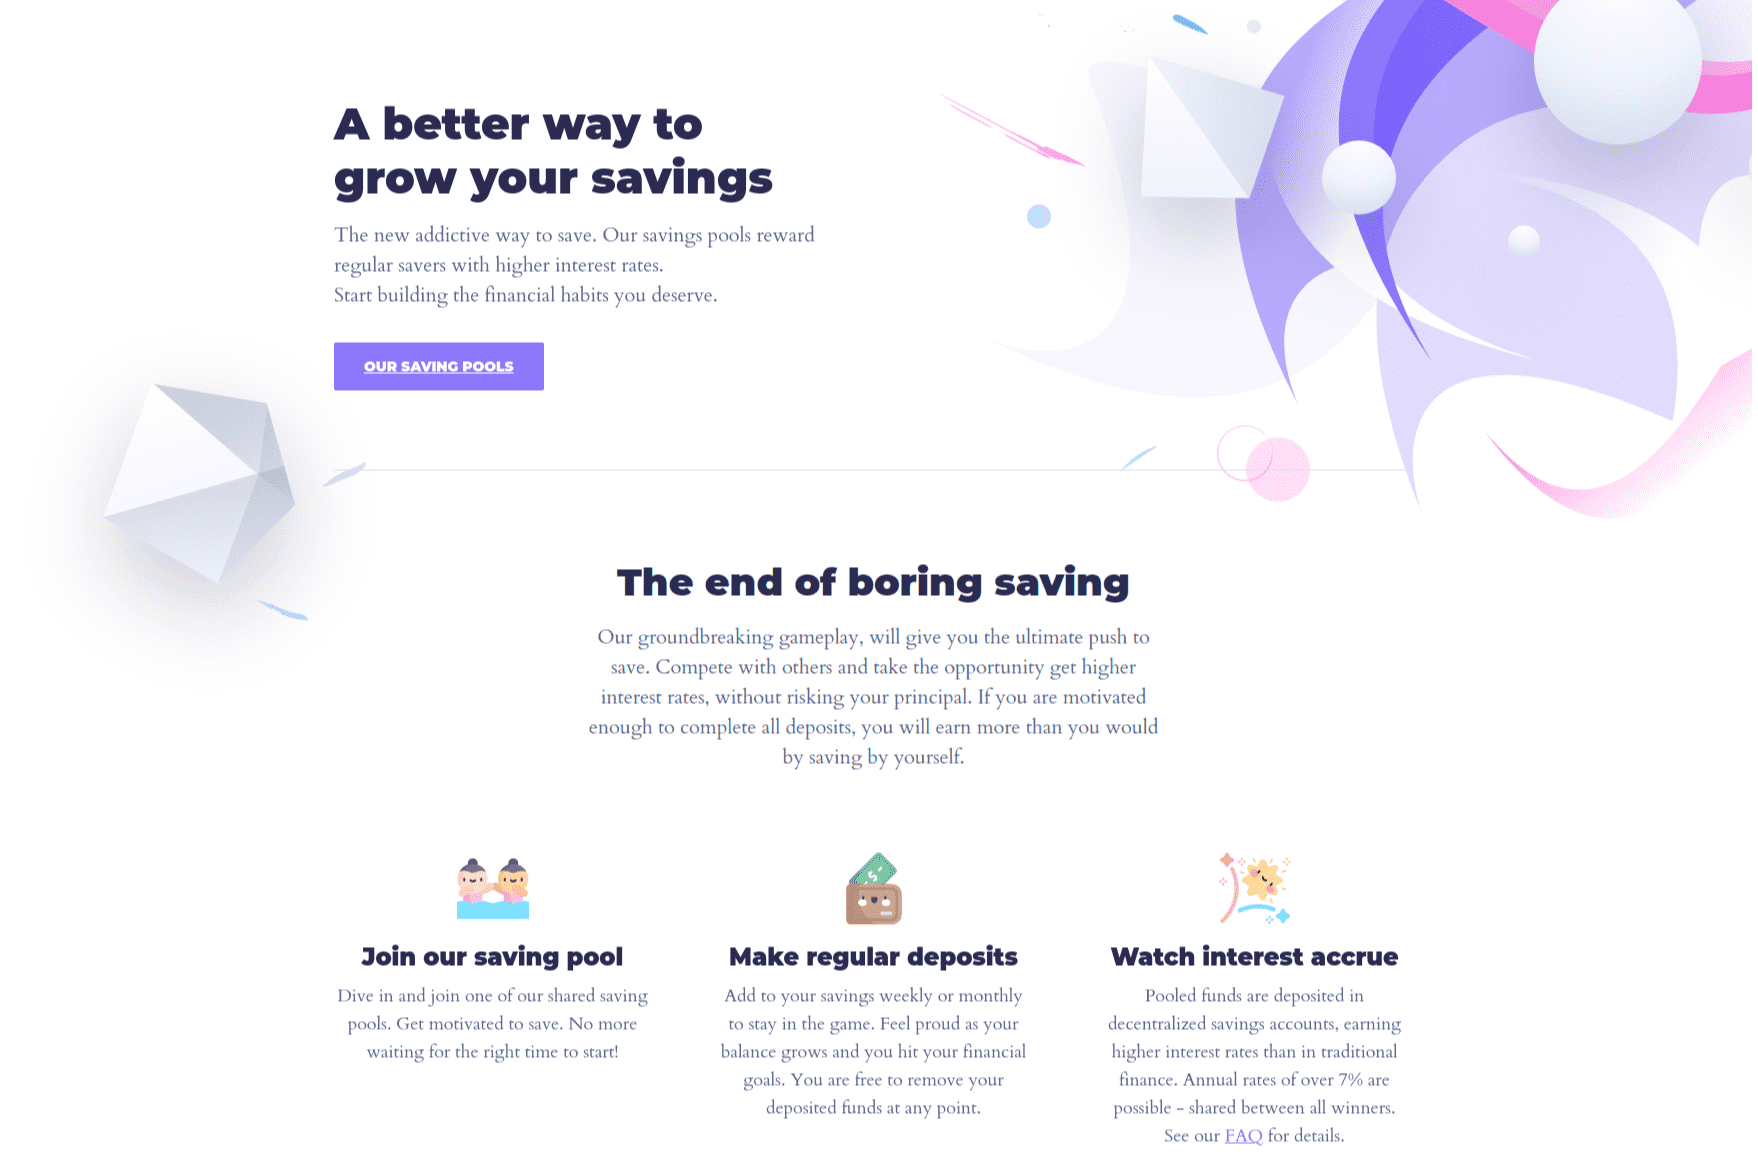 A better way to
grow your savings
The new addictive way to save. Our savings pools reward
regular savers with higher interest rates.
Start building the financial habits you deserve.
OUR SAVING POOLS
The end of boring saving
Our groundbreaking gameplay, will give you the ultimate push to
save. Compete with others and take the opportunity get higher
interest rates, without risking your principal. If you are motivated
enough to complete all deposits, you will earn more than you would
by saving by yourself.
Join our saving pool
Dive in and join one of our shared saving
pools. Get motivated to save. No more
waiting for the right time to start!
Make regular deposits
Add to your savings weekly or monthly
to stay in the game. Feel proud as your
balance grows and you hit your financial
goals. You are free to remove your
deposited funds at any point.
Watch interest accrue
Pooled funds are deposited in
decentralized savings accounts, earning
higher interest rates than in traditional
finance. Annual rates of over 7% are
possible - shared between all winners.
See our FAQ for details.